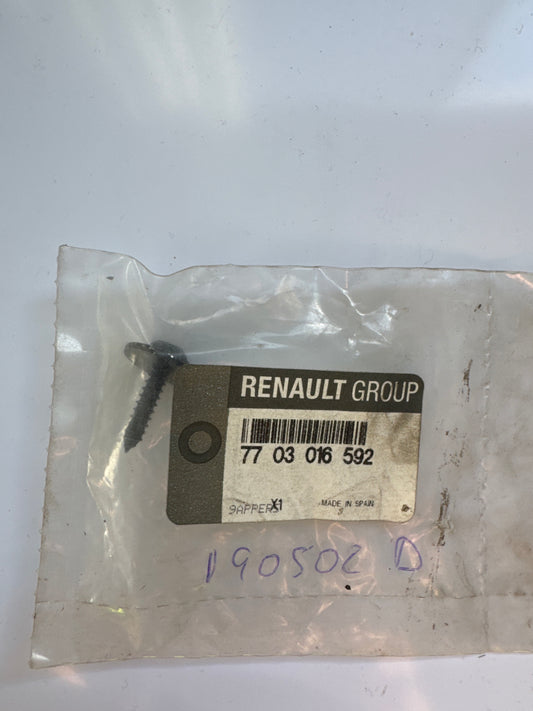 RENAULT GROUP
77 03 016 592
X1
MADE IN SPAIN
190502 D